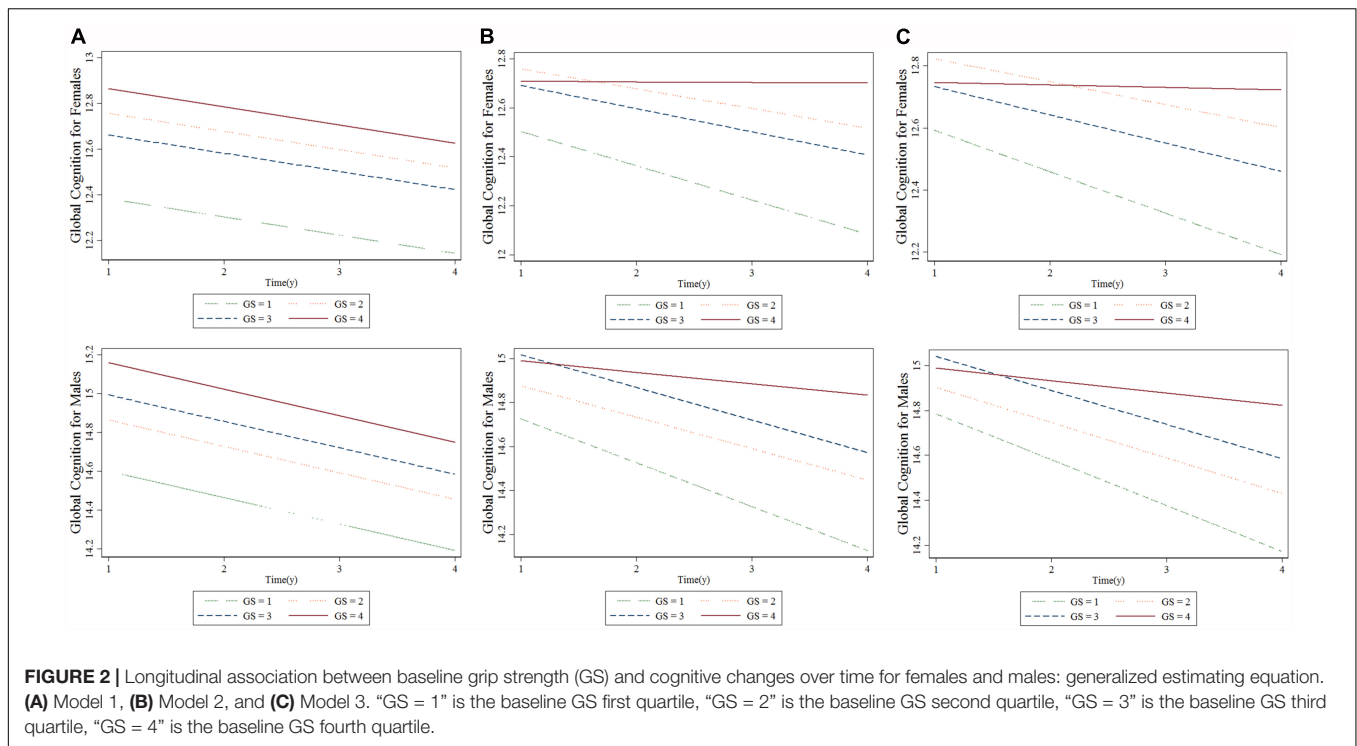 A
B
C
Global Cognition for Females
13
12.8
12.6
12.4
12.2
1
2
3
4
Time(y)
GS = 1
GS = 2
GS = 3
GS = 4
Global Cognition for Females
12.8
12.6
12.4
12.2
12
1
2
3
4
Time(y)
GS = 1
GS = 2
GS = 3
GS = 4
Global Cognition for Females
12.8
12.6
12.4
12.2
1
2
3
4
Time(y)
GS = 1
GS = 2
GS = 3
GS = 4
Global Cognition for Males
15.2
15
14.8
14.6
14.4
14.2
1
2
3
4
Time(y)
GS = 1
GS = 2
GS = 3
GS = 4
Global Cognition for Males
15
14.8
14.6
14.4
14.2
1
2
3
4
Time(y)
GS = 1
GS = 2
GS = 3
GS = 4
Global Cognition for Males
15
14.8
14.6
14.4
14.2
1
2
3
4
Time(y)
GS = 1
GS = 2
GS = 3
GS = 4
FIGURE 2 | Longitudinal association between baseline grip strength (GS) and cognitive changes over time for females and males: generalized estimating equation.
(A) Model 1, (B) Model 2, and (C) Model 3. “GS = 1” is the baseline GS first quartile, “GS = 2” is the baseline GS second quartile, “GS = 3” is the baseline GS third
quartile, “GS = 4” is the baseline GS fourth quartile.